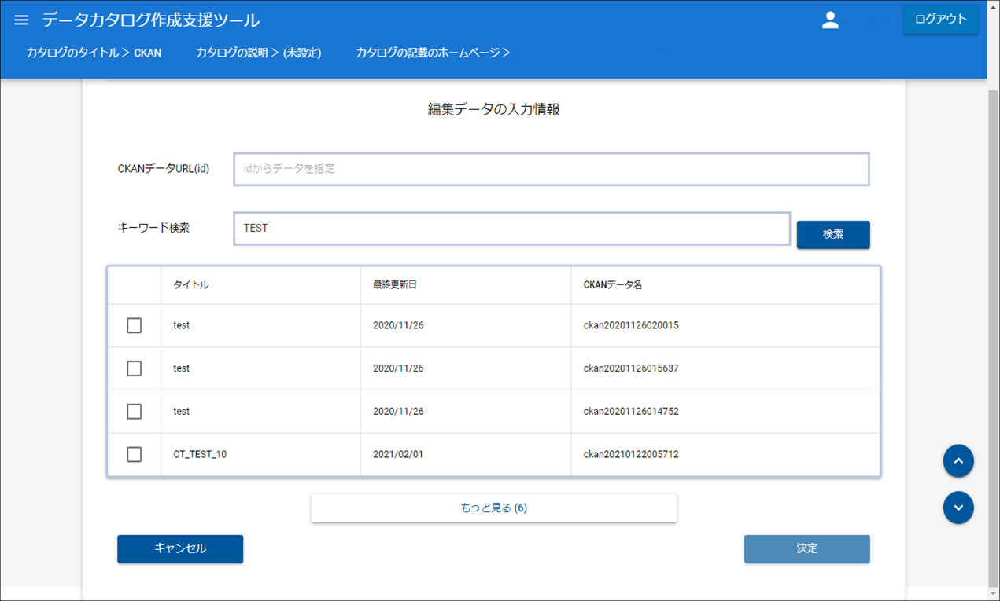 データカタログ作成支援ツール
ログアウト
カタログのタイトル > CKAN カタログの説明 > (未設定) カタログの記載のホームページ >
編集データの入力情報
CKANデータURL(id) idからデータを指定
キーワード検索 TEST 検索
タイトル 最終更新日 CKANデータ名
test 2020/11/26 ckan20201126020015
test 2020/11/26 ckan20201126015637
test 2020/11/26 ckan20201126014752
CT_TEST_10 2021/02/01 ckan20210122005712
もっと見る (6)
キャンセル 決定